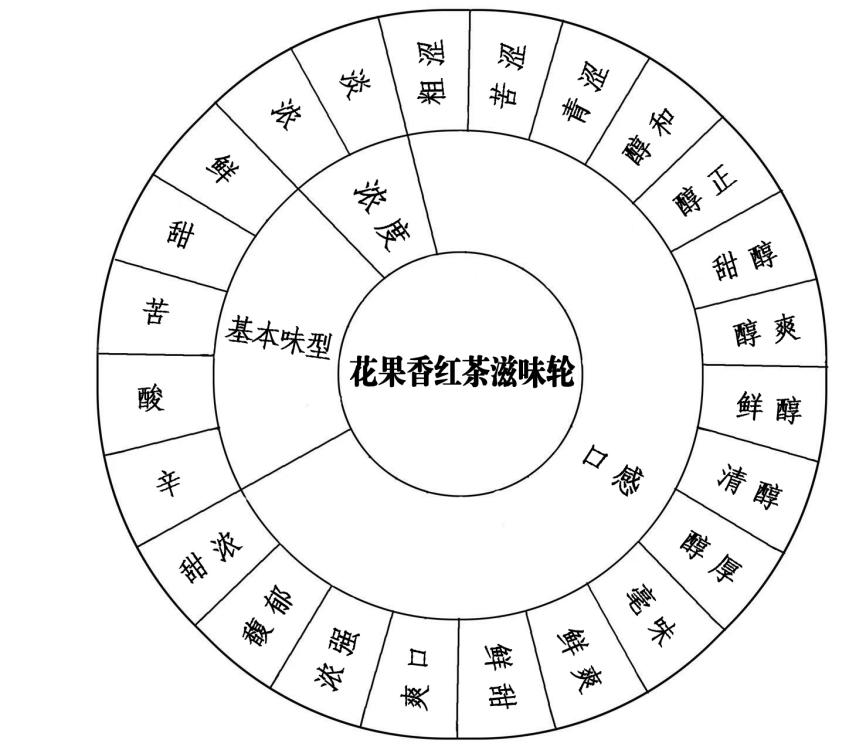 花果香红茶滋味轮
浓度
浓
淡
口感
粗涩
苦涩
青涩
醇和
醇正
甜醇
醇爽
鲜醇
清醇
醇厚
毫味
鲜爽
鲜甜
爽口
浓强
馥郁
甜浓
基本味型
辛
酸
苦
甜
鲜